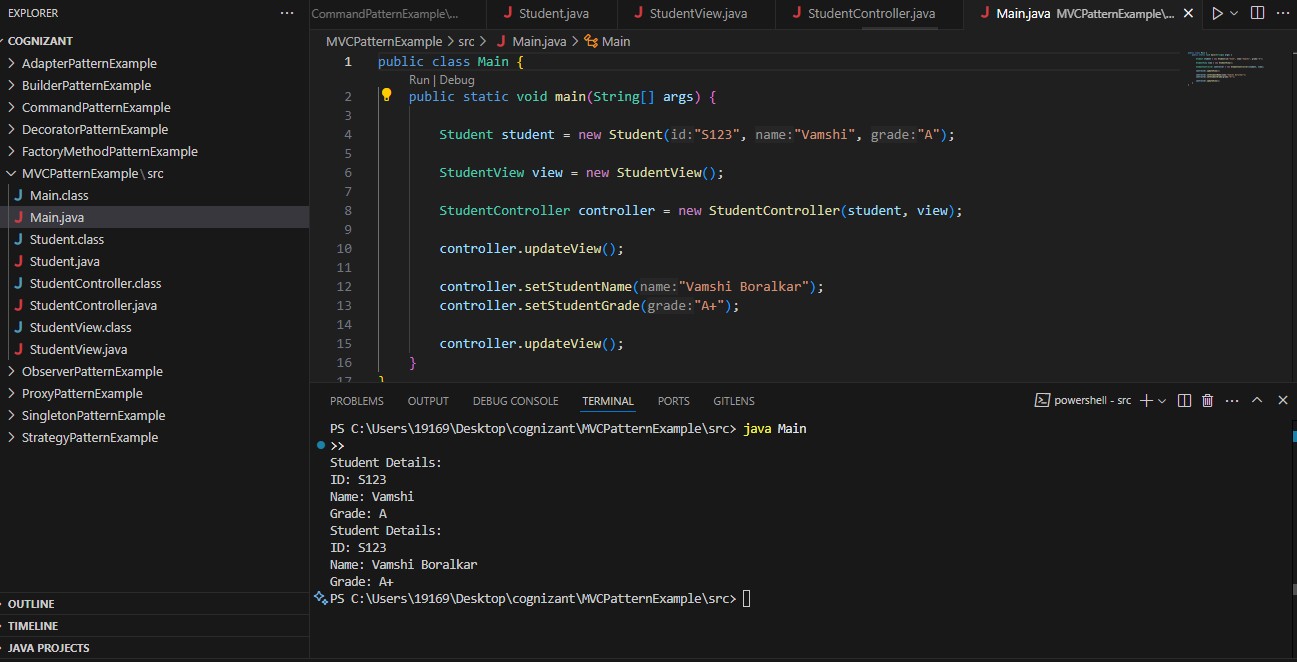 EXPLORER
COGNIZANT
AdapterPatternExample
BuilderPatternExample
CommandPatternExample
DecoratorPatternExample
FactoryMethodPatternExample
MVCPatternExample\src
Main.class
Main.java
Student.class
Student.java
StudentController.class
StudentController.java
StudentView.class
StudentView.java
ObserverPatternExample
ProxyPatternExample
SingletonPatternExample
StrategyPatternExample
OUTLINE
TIMELINE
JAVA PROJECTS
CommandPatternExample\... Student.java StudentView.java StudentController.java Main.java MVCPatternExample\...
MVCPatternExample > src > Main.java > Main
1 public class Main {
Run | Debug
2 public static void main(String[] args) {
3
4 Student student = new Student(id:"S123", name:"Vamshi", grade:"A");
5
6 StudentView view = new StudentView();
7
8 StudentController controller = new StudentController(student, view);
9
10 controller.updateView();
11
12 controller.setStudentName(name:"Vamshi Boralkar");
13 controller.setStudentGrade(grade:"A+");
14
15 controller.updateView();
16 }
17 }
PROBLEMS OUTPUT DEBUG CONSOLE TERMINAL PORTS GITLENS
powershell - src
PS C:\Users\19169\Desktop\cognizant\MVCPatternExample\src> java Main
>>
Student Details:
ID: S123
Name: Vamshi
Grade: A
Student Details:
ID: S123
Name: Vamshi Boralkar
Grade: A+
PS C:\Users\19169\Desktop\cognizant\MVCPatternExample\src>